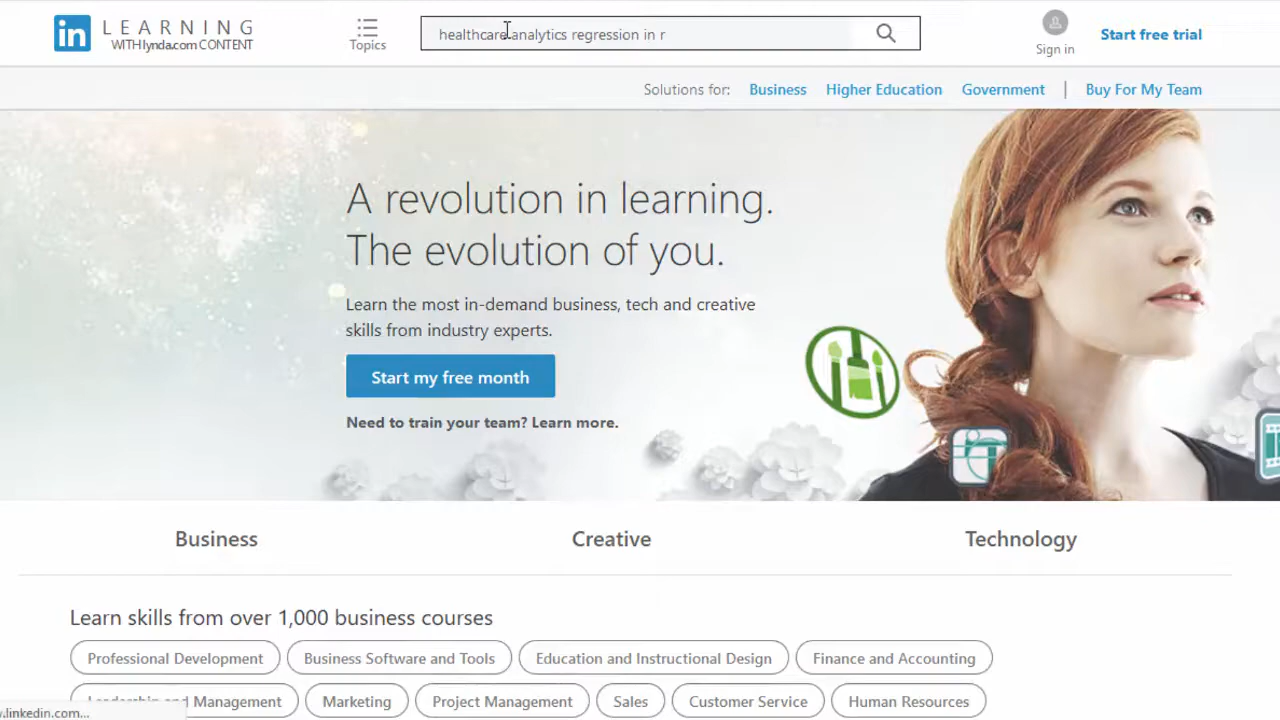 in LEARNING
WITH lynda.com CONTENT
Topics
healthcare analytics regression in r
Sign in
Start free trial
Solutions for:
Business
Higher Education
Government
|
Buy For My Team
A revolution in learning.
The evolution of you.
Learn the most in-demand business, tech and creative
skills from industry experts.
Start my free month
Need to train your team? Learn more.
Business
Creative
Technology
Learn skills from over 1,000 business courses
Professional Development
Business Software and Tools
Education and Instructional Design
Finance and Accounting
Leadership and Management
Marketing
Project Management
Sales
Customer Service
Human Resources
.linkedin.com...